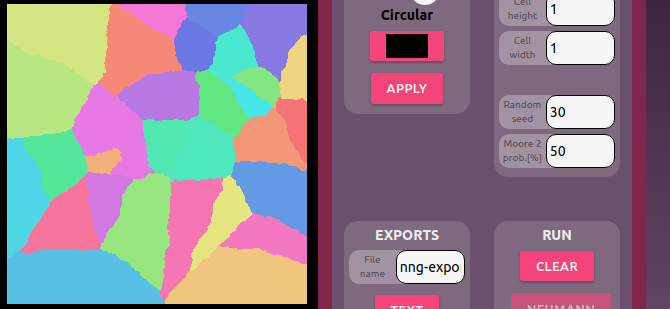 Circular
APPLY
EXPORTS
File
name
nng-expo
TEXT
Cell
height
1
Cell
width
1
Random
seed
30
Moore 2
prob.[%]
50
RUN
CLEAR
NEUMANN